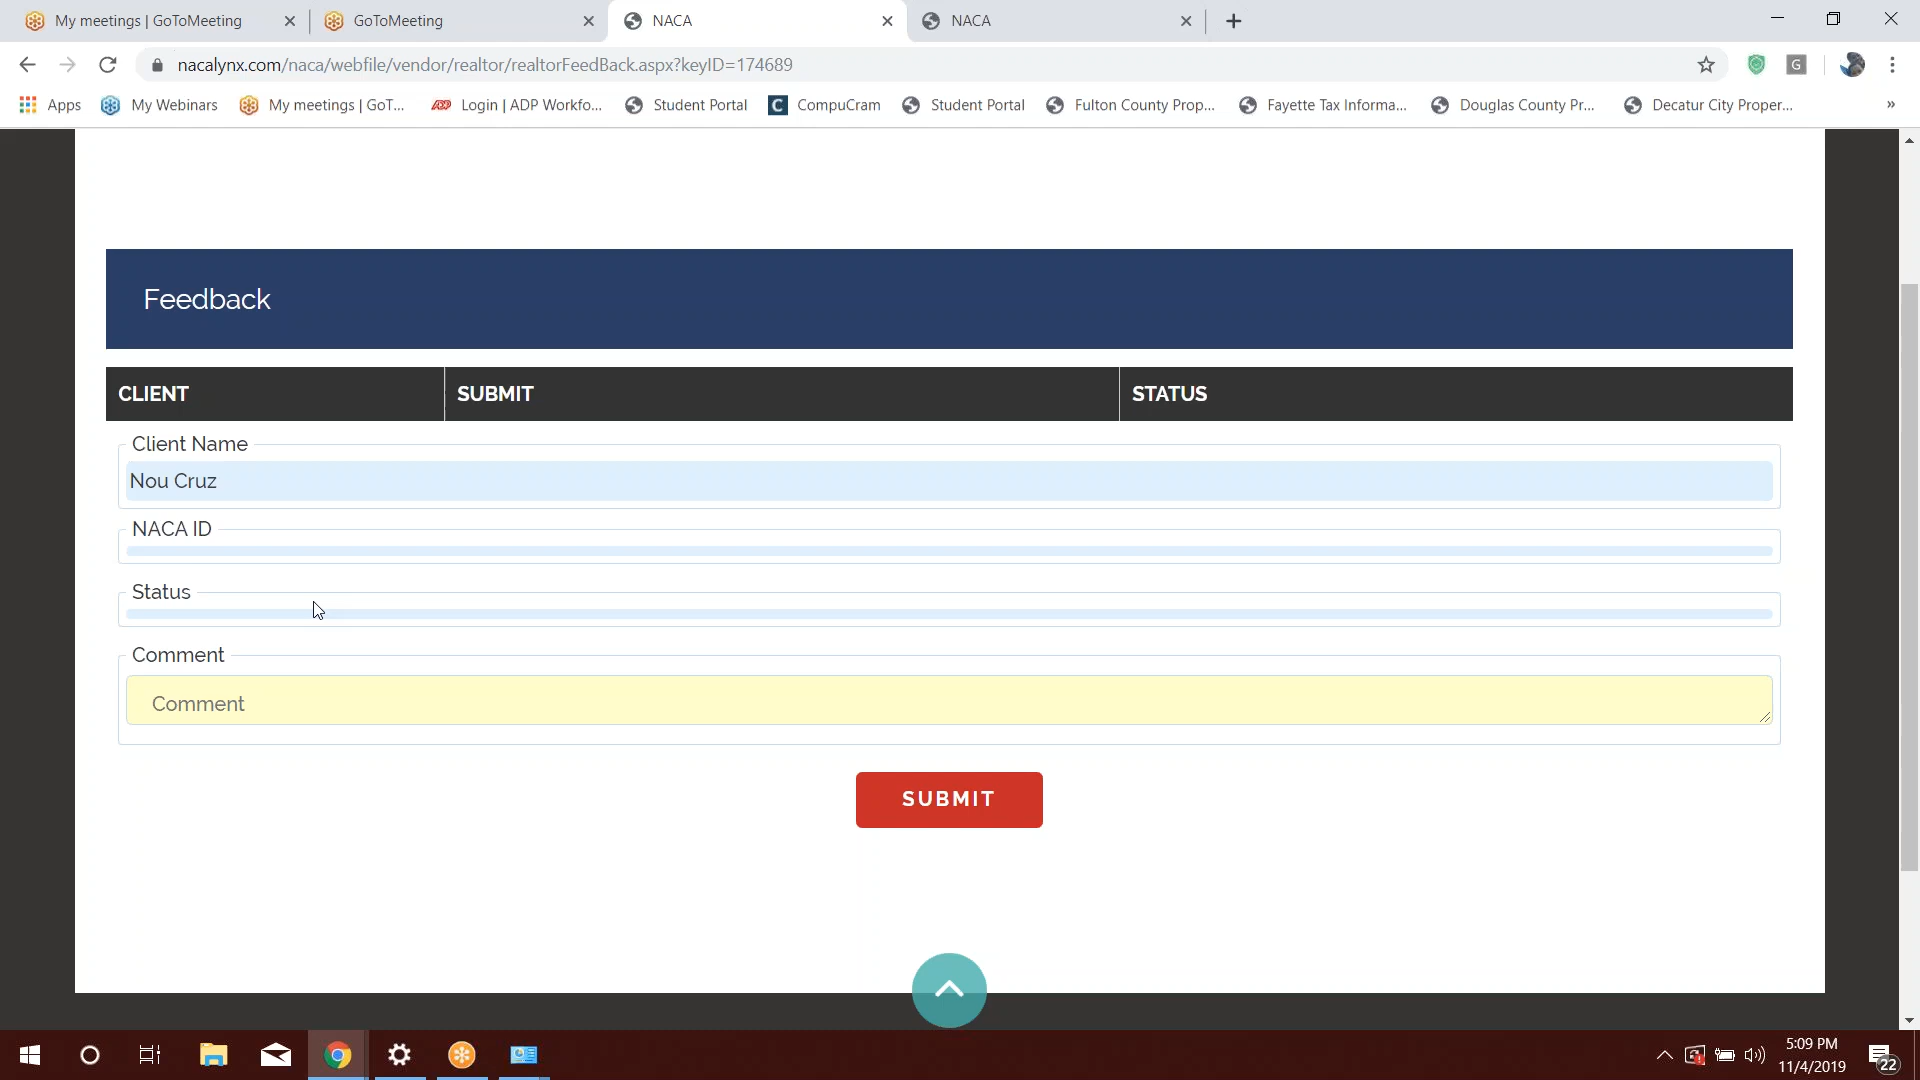 My meetings | GoToMeeting
GoToMeeting
NACA
NACA
nacalynx.com/naca/webfile/vendor/realtor/realtorFeedBack.aspx?keyID=174689
G
Apps
My Webinars
My meetings | GoT...
ADP
Login | ADP Workfo...
Student Portal
C
CompuCram
Student Portal
Fulton County Prop...
Fayette Tax Informa...
Douglas County Pr...
Decatur City Proper...
»
Feedback
CLIENT
SUBMIT
STATUS
Client Name
Nou Cruz
NACA ID
Status
Comment
Comment
SUBMIT
5:09 PM
11/4/2019
22